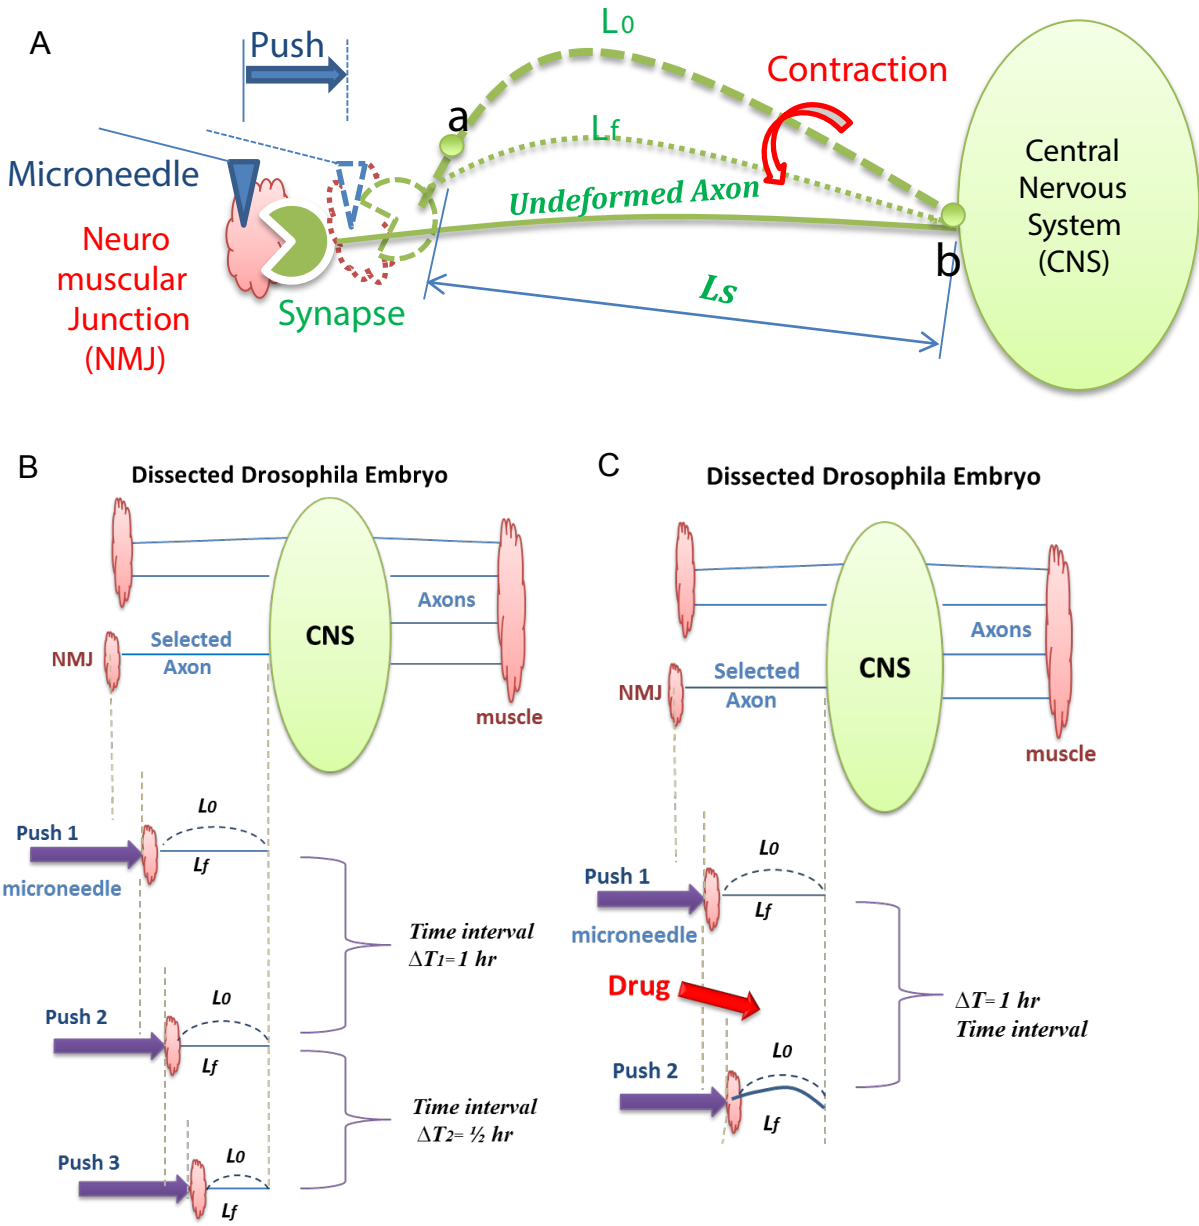 A
Push
L0
a
Contraction
Lf
Microneedle
Undeformed Axon
Central
Nervous
System
(CNS)
Neuro
muscular
Junction
(NMJ)
b
Ls
Synapse
B
Dissected Drosophila Embryo
CNS
Axons
Selected
Axon
NMJ
muscle
L0
Push 1
Lf
microneedle
Time interval
ΔT1= 1 hr
L0
Push 2
Lf
Time interval
ΔT2= ½ hr
L0
Push 3
Lf
C
Dissected Drosophila Embryo
CNS
Axons
Selected
Axon
NMJ
muscle
L0
Push 1
Lf
microneedle
Drug
ΔT= 1 hr
Time interval
L0
Push 2
Lf